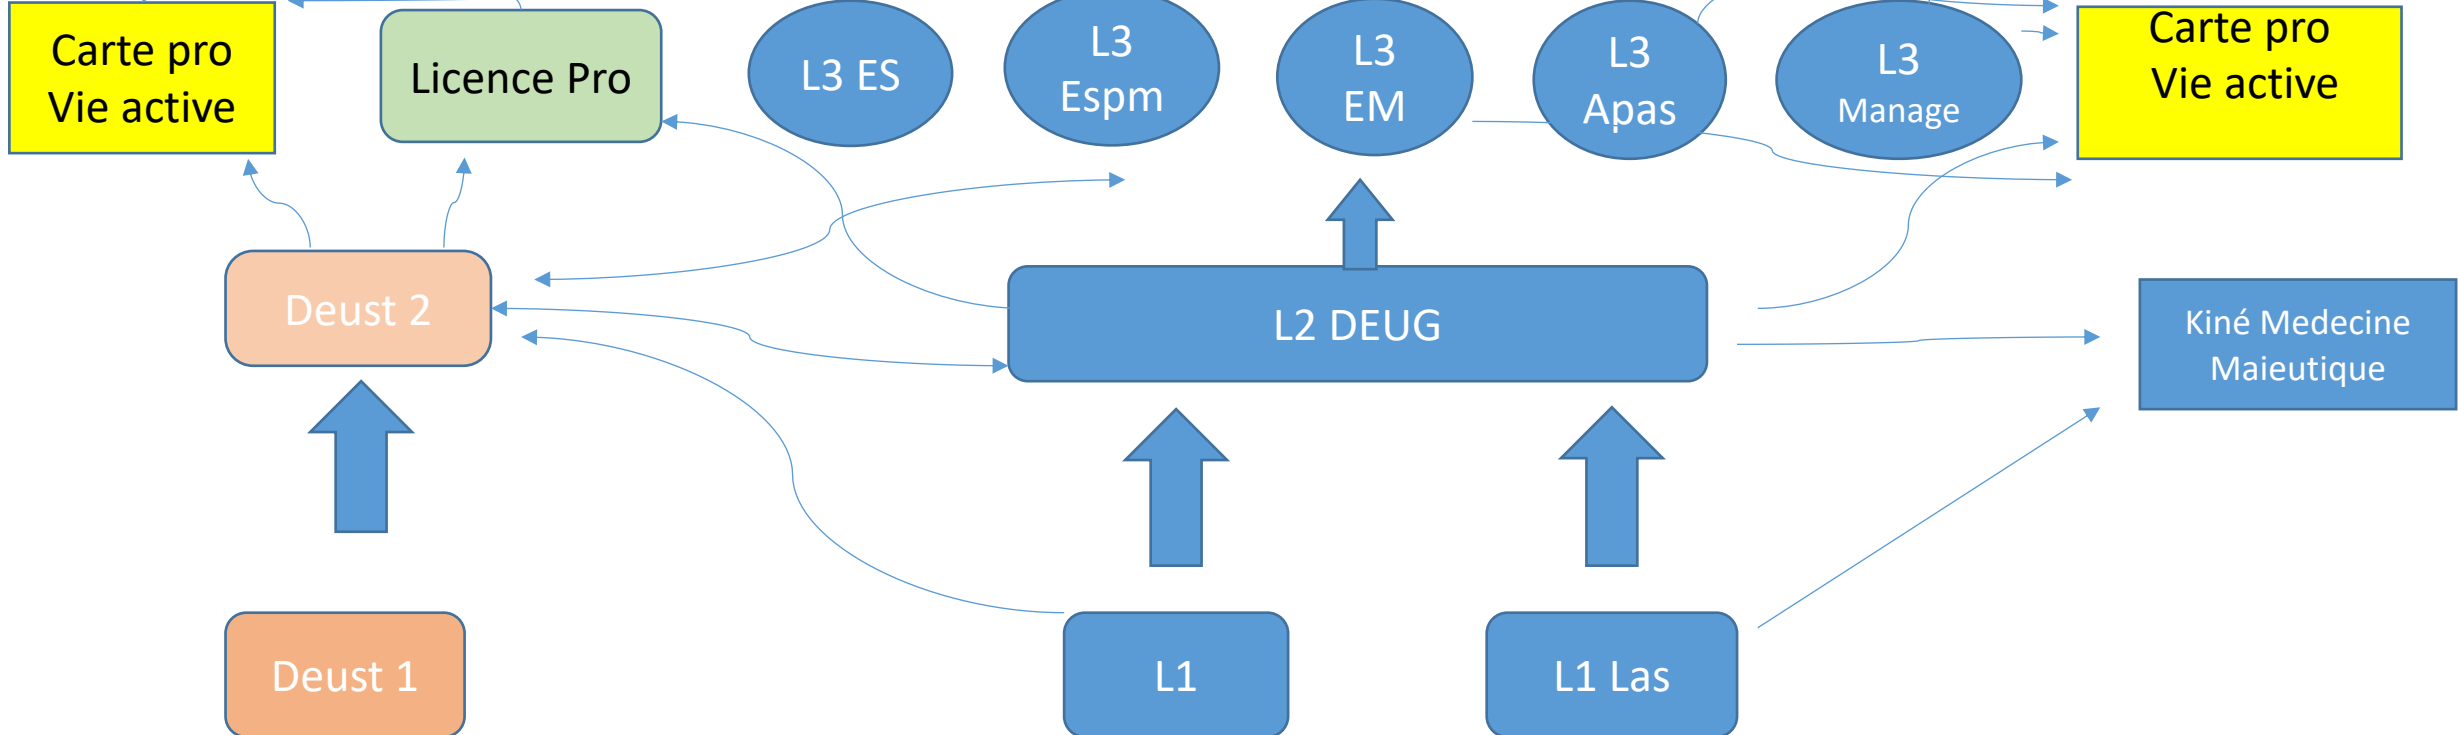 Carte pro
Vie active
Licence Pro
L3 ES
L3
Espm
L3
EM
L3
Apas
L3
Manage
Carte pro
Vie active
Deust 2
L2 DEUG
Kiné Medecine
Maieutique
Deust 1
L1
L1 Las